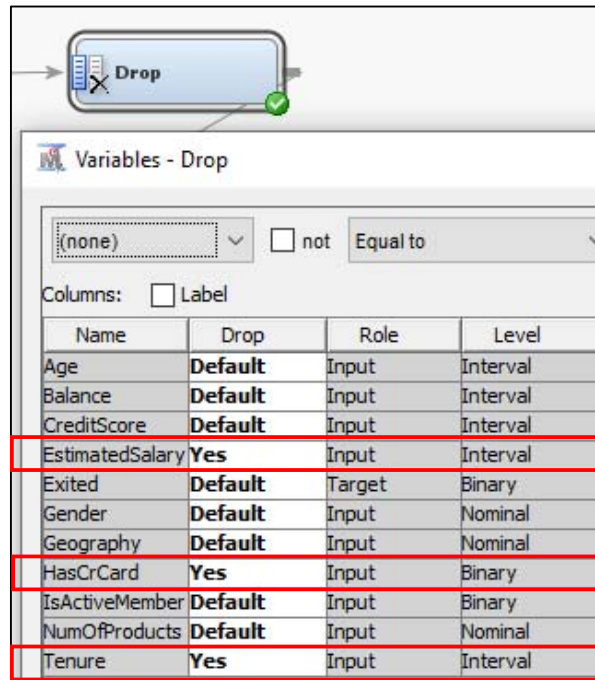 Drop
Variables - Drop
(none) not Equal to
Columns: Label
Name Drop Role Level
Age Default Input Interval
Balance Default Input Interval
CreditScore Default Input Interval
EstimatedSalary Yes Input Interval
Exited Default Target Binary
Gender Default Input Nominal
Geography Default Input Nominal
HasCrCard Yes Input Binary
IsActiveMember Default Input Binary
NumOfProducts Default Input Nominal
Tenure Yes Input Interval